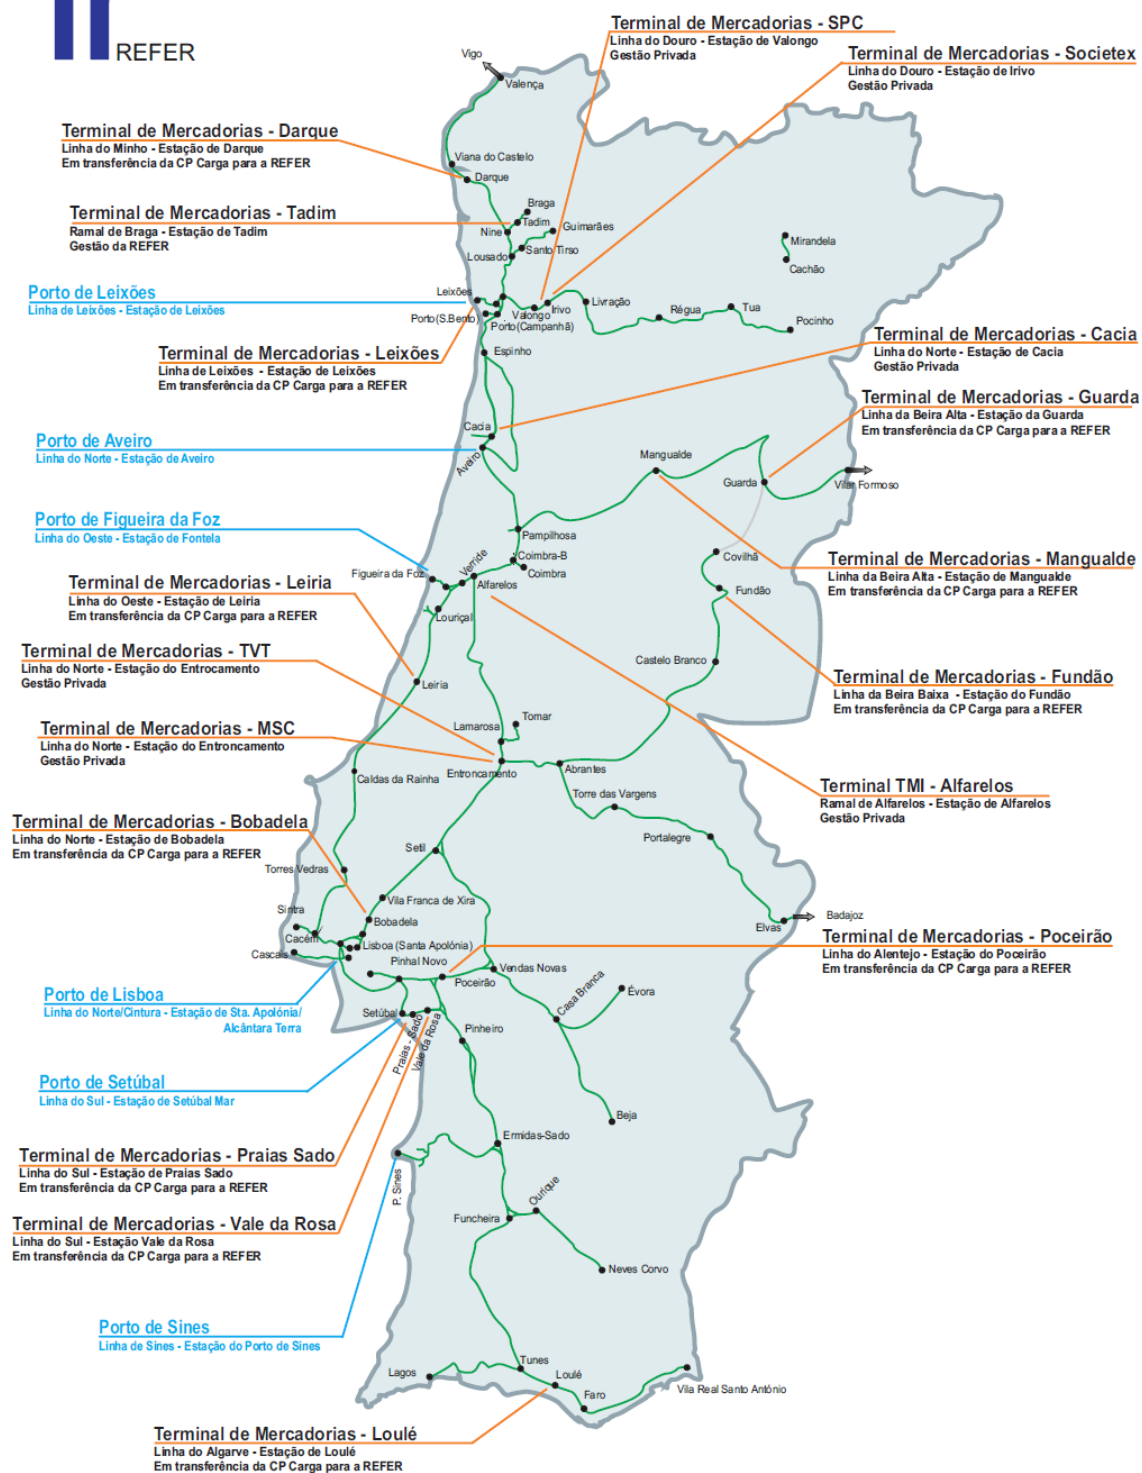 REFER
Terminal de Mercadorias - SPC
Linha do Douro - Estação de Valongo
Gestão Privada
Terminal de Mercadorias - Societex
Linha do Douro - Estação de Irivo
Gestão Privada
Vigo
Valença
Terminal de Mercadorias - Darque
Linha do Minho - Estação de Darque
Em transferência da CP Carga para a REFER
Viana do Castelo
Darque
Terminal de Mercadorias - Tadim
Ramal de Braga - Estação de Tadim
Gestão da REFER
Braga
Tadim
Nine
Guimarães
Santo Tirso
Lousado
Mirandela
Cachão
Porto de Leixões
Linha de Leixões - Estação de Leixões
Leixões
Porto(S.Bento)
Porto(Campanhã)
Valongo
Irivo
Livração
Régua
Tua
Pocinho
Terminal de Mercadorias - Leixões
Linha de Leixões - Estação de Leixões
Em transferência da CP Carga para a REFER
Espinho
Terminal de Mercadorias - Cacia
Linha do Norte - Estação de Cacia
Gestão Privada
Terminal de Mercadorias - Guarda
Linha da Beira Alta - Estação da Guarda
Em transferência da CP Carga para a REFER
Porto de Aveiro
Linha do Norte - Estação de Aveiro
Cacia
Aveiro
Mangualde
Guarda
Vilar Formoso
Porto de Figueira da Foz
Linha do Oeste - Estação de Fontela
Pampilhosa
Coimbra-B
Coimbra
Figueira da Foz
Verride
Alfarelos
Louriçal
Covilhã
Fundão
Terminal de Mercadorias - Mangualde
Linha da Beira Alta - Estação de Mangualde
Em transferência da CP Carga para a REFER
Terminal de Mercadorias - Leiria
Linha do Oeste - Estação de Leiria
Em transferência da CP Carga para a REFER
Terminal de Mercadorias - TVT
Linha do Norte - Estação do Entrocamento
Gestão Privada
Leiria
Castelo Branco
Terminal de Mercadorias - Fundão
Linha da Beira Baixa - Estação do Fundão
Em transferência da CP Carga para a REFER
Terminal de Mercadorias - MSC
Linha do Norte - Estação do Entroncamento
Gestão Privada
Tomar
Lamarosa
Entroncamento
Abrantes
Caldas da Rainha
Torre das Vargens
Terminal TMI - Alfarelos
Ramal de Alfarelos - Estação de Alfarelos
Gestão Privada
Terminal de Mercadorias - Bobadela
Linha do Norte - Estação de Bobadela
Em transferência da CP Carga para a REFER
Portalegre
Setil
Torres Vedras
Vila Franca de Xira
Sintra
Bobadela
Cacém
Lisboa (Santa Apolónia)
Cascais
Elvas
Badajoz
Terminal de Mercadorias - Poceirão
Linha do Alentejo - Estação do Poceirão
Em transferência da CP Carga para a REFER
Pinhal Novo
Poceirão
Vendas Novas
Casa Branca
Évora
Porto de Lisboa
Linha do Norte/Cintura - Estação de Sta. Apolónia/
Alcântara Terra
Setúbal
Praias - Sado
Vale da Rosa
Pinheiro
Porto de Setúbal
Linha do Sul - Estação de Setúbal Mar
Beja
Ermidas-Sado
Terminal de Mercadorias - Praias Sado
Linha do Sul - Estação de Praias Sado
Em transferência da CP Carga para a REFER
P. Sines
Ourique
Funcheira
Terminal de Mercadorias - Vale da Rosa
Linha do Sul - Estação Vale da Rosa
Em transferência da CP Carga para a REFER
Neves Corvo
Porto de Sines
Linha de Sines - Estação do Porto de Sines
Lagos
Tunes
Loulé
Faro
Vila Real Santo António
Terminal de Mercadorias - Loulé
Linha do Algarve - Estação de Loulé
Em transferência da CP Carga para a REFER